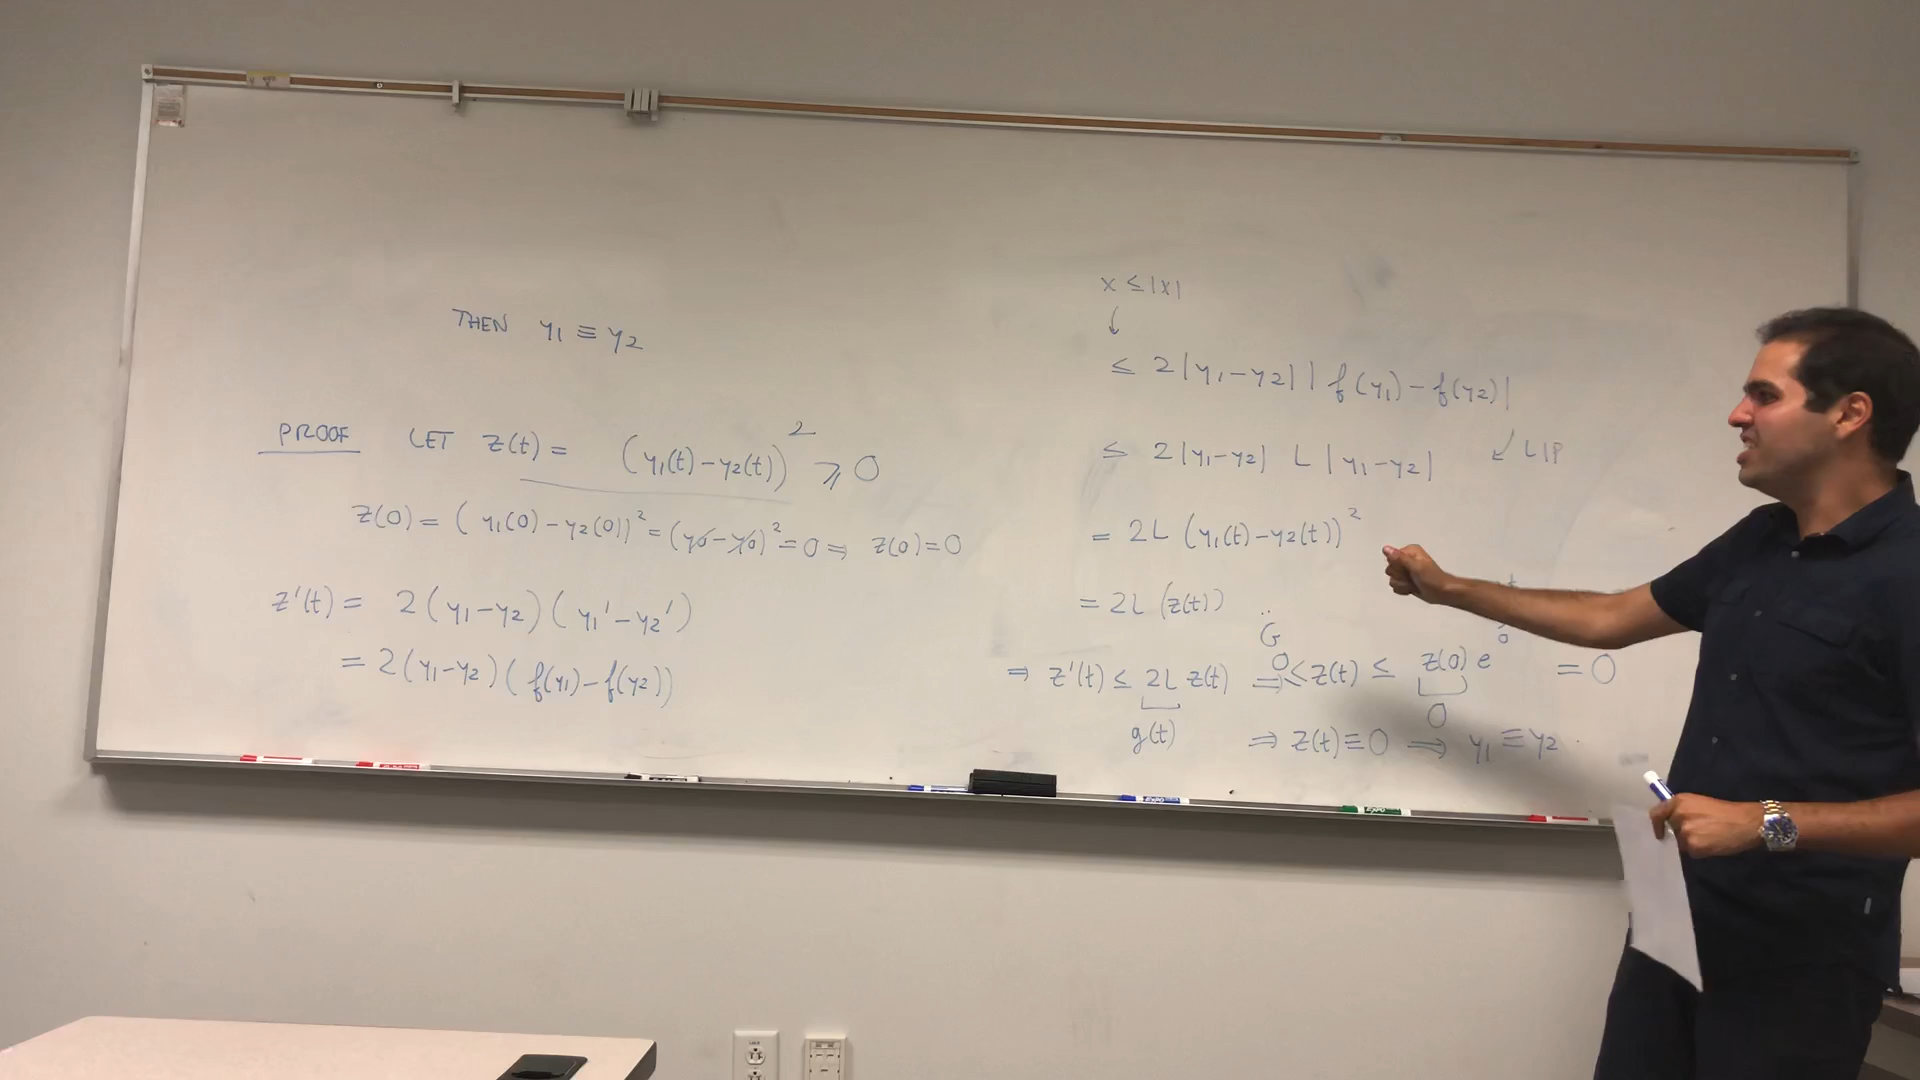 THEN y1 ≡ y2
PROOF LET z(t) = (y1(t) – y2(t))² ⩾ 0
z(0) = (y1(0) – y2(0))² = (y0 – y0)² = 0 ⇒ z(0) = 0
z'(t) = 2(y1 – y2)(y1' – y2')
= 2(y1 – y2)(f(y1) – f(y2))
x ≤ |x|
↓
≤ 2|y1 – y2||f(y1) – f(y2)|
↙ LIP
≤ 2|y1 – y2| L |y1 – y2|
= 2L (y1(t) – y2(t))²
= 2L (z(t))
G̈
⇒ z'(t) ≤ 2L z(t) ⇒ 0 ≤ z(t) ≤ z(0) e = 0
g(t) 0
⇒ z(t) ≡ 0 ⇒ y1 ≡ y2